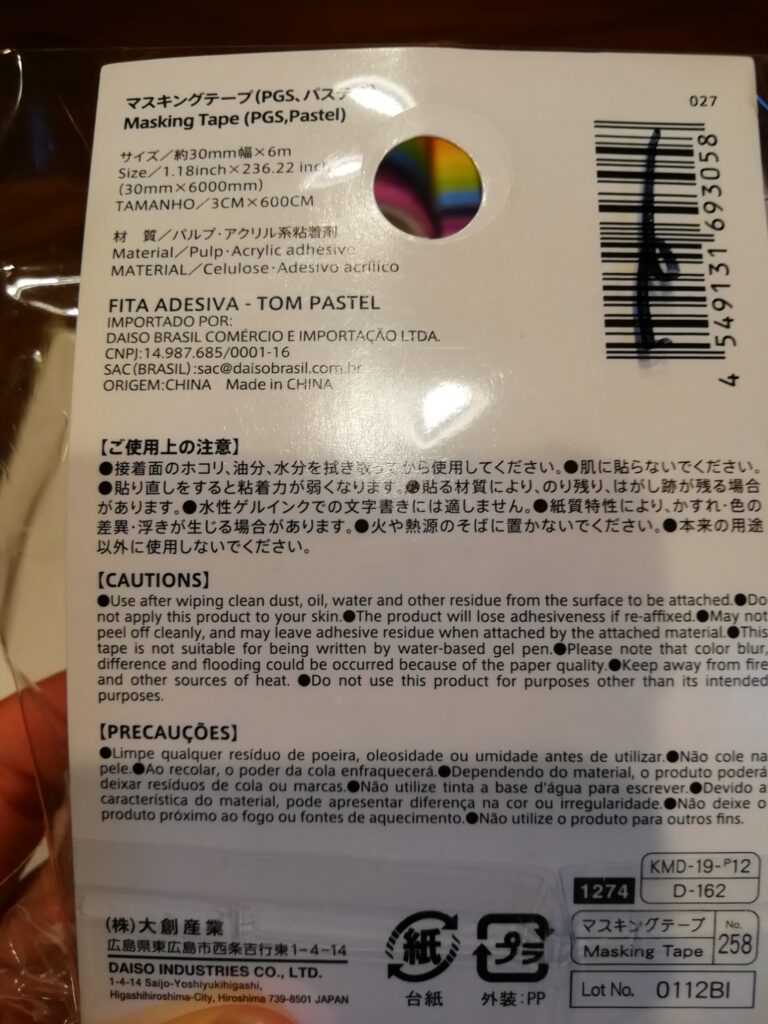 マスキングテープ(PGS、パステ
Masking Tape (PGS,Pastel)
027
サイズ/約30mm幅×6m
Size/1.18inch×236.22 inch
(30mm×6000mm)
TAMANHO/3CM×600CM
材 質/パルプ・アクリル系粘着剤
Material/Pulp・Acrylic adhesive
MATERIAL/Celulose・Adesivo acrílico
4 549131 693058
FITA ADESIVA - TOM PASTEL
IMPORTADO POR:
DAISO BRASIL COMÉRCIO E IMPORTAÇÃO LTDA.
CNPJ:14.987.685/0001-16
SAC(BRASIL):sac@daisobrasil.com.br
ORIGEM:CHINA Made in CHINA
【ご使用上の注意】
●接着面のホコリ、油分、水分を拭き取ってから使用してください。●肌に貼らないでください。
●貼り直しをすると粘着力が弱くなります。●貼る材質により、のり残り、はがし跡が残る場合
があります。●水性ゲルインクでの文字書きには適しません。●紙質特性により、かすれ・色の
差異・浮きが生じる場合があります。●火や熱源のそばに置かないでください。●本来の用途
以外に使用しないでください。
【CAUTIONS】
●Use after wiping clean dust, oil, water and other residue from the surface to be attached.●Do
not apply this product to your skin.●The product will lose adhesiveness if re-affixed.●May not
peel off cleanly, and may leave adhesive residue when attached by the attached material.●This
tape is not suitable for being written by water-based gel pen.●Please note that color blur,
difference and flooding could be occurred because of the paper quality.●Keep away from fire
and other sources of heat. ●Do not use this product for purposes other than its intended
purposes.
【PRECAUÇÕES】
●Limpe qualquer resíduo de poeira, oleosidade ou umidade antes de utilizar.●Não cole na
pele.●Ao recolar, o poder da cola enfraquecerá.●Dependendo do material, o produto poderá
deixar resíduos de cola ou marcas.●Não utilize tinta a base d'água para escrever.●Devido a
característica do material, pode apresentar diferença na cor ou irregularidade.●Não deixe o
produto próximo ao fogo ou fontes de aquecimento.●Não utilize o produto para outros fins.
KMD-19-P12
1274 D-162
(株)大創産業
広島県東広島市西条吉行東1-4-14
DAISO INDUSTRIES CO., LTD.
1-4-14 Saijo-Yoshiyukihigashi,
Higashihiroshima-City, Hiroshima 739-8501 JAPAN
紙
台紙
プラ
外装:PP
マスキングテープ
Masking Tape
No.
258
Lot No. 0112BI